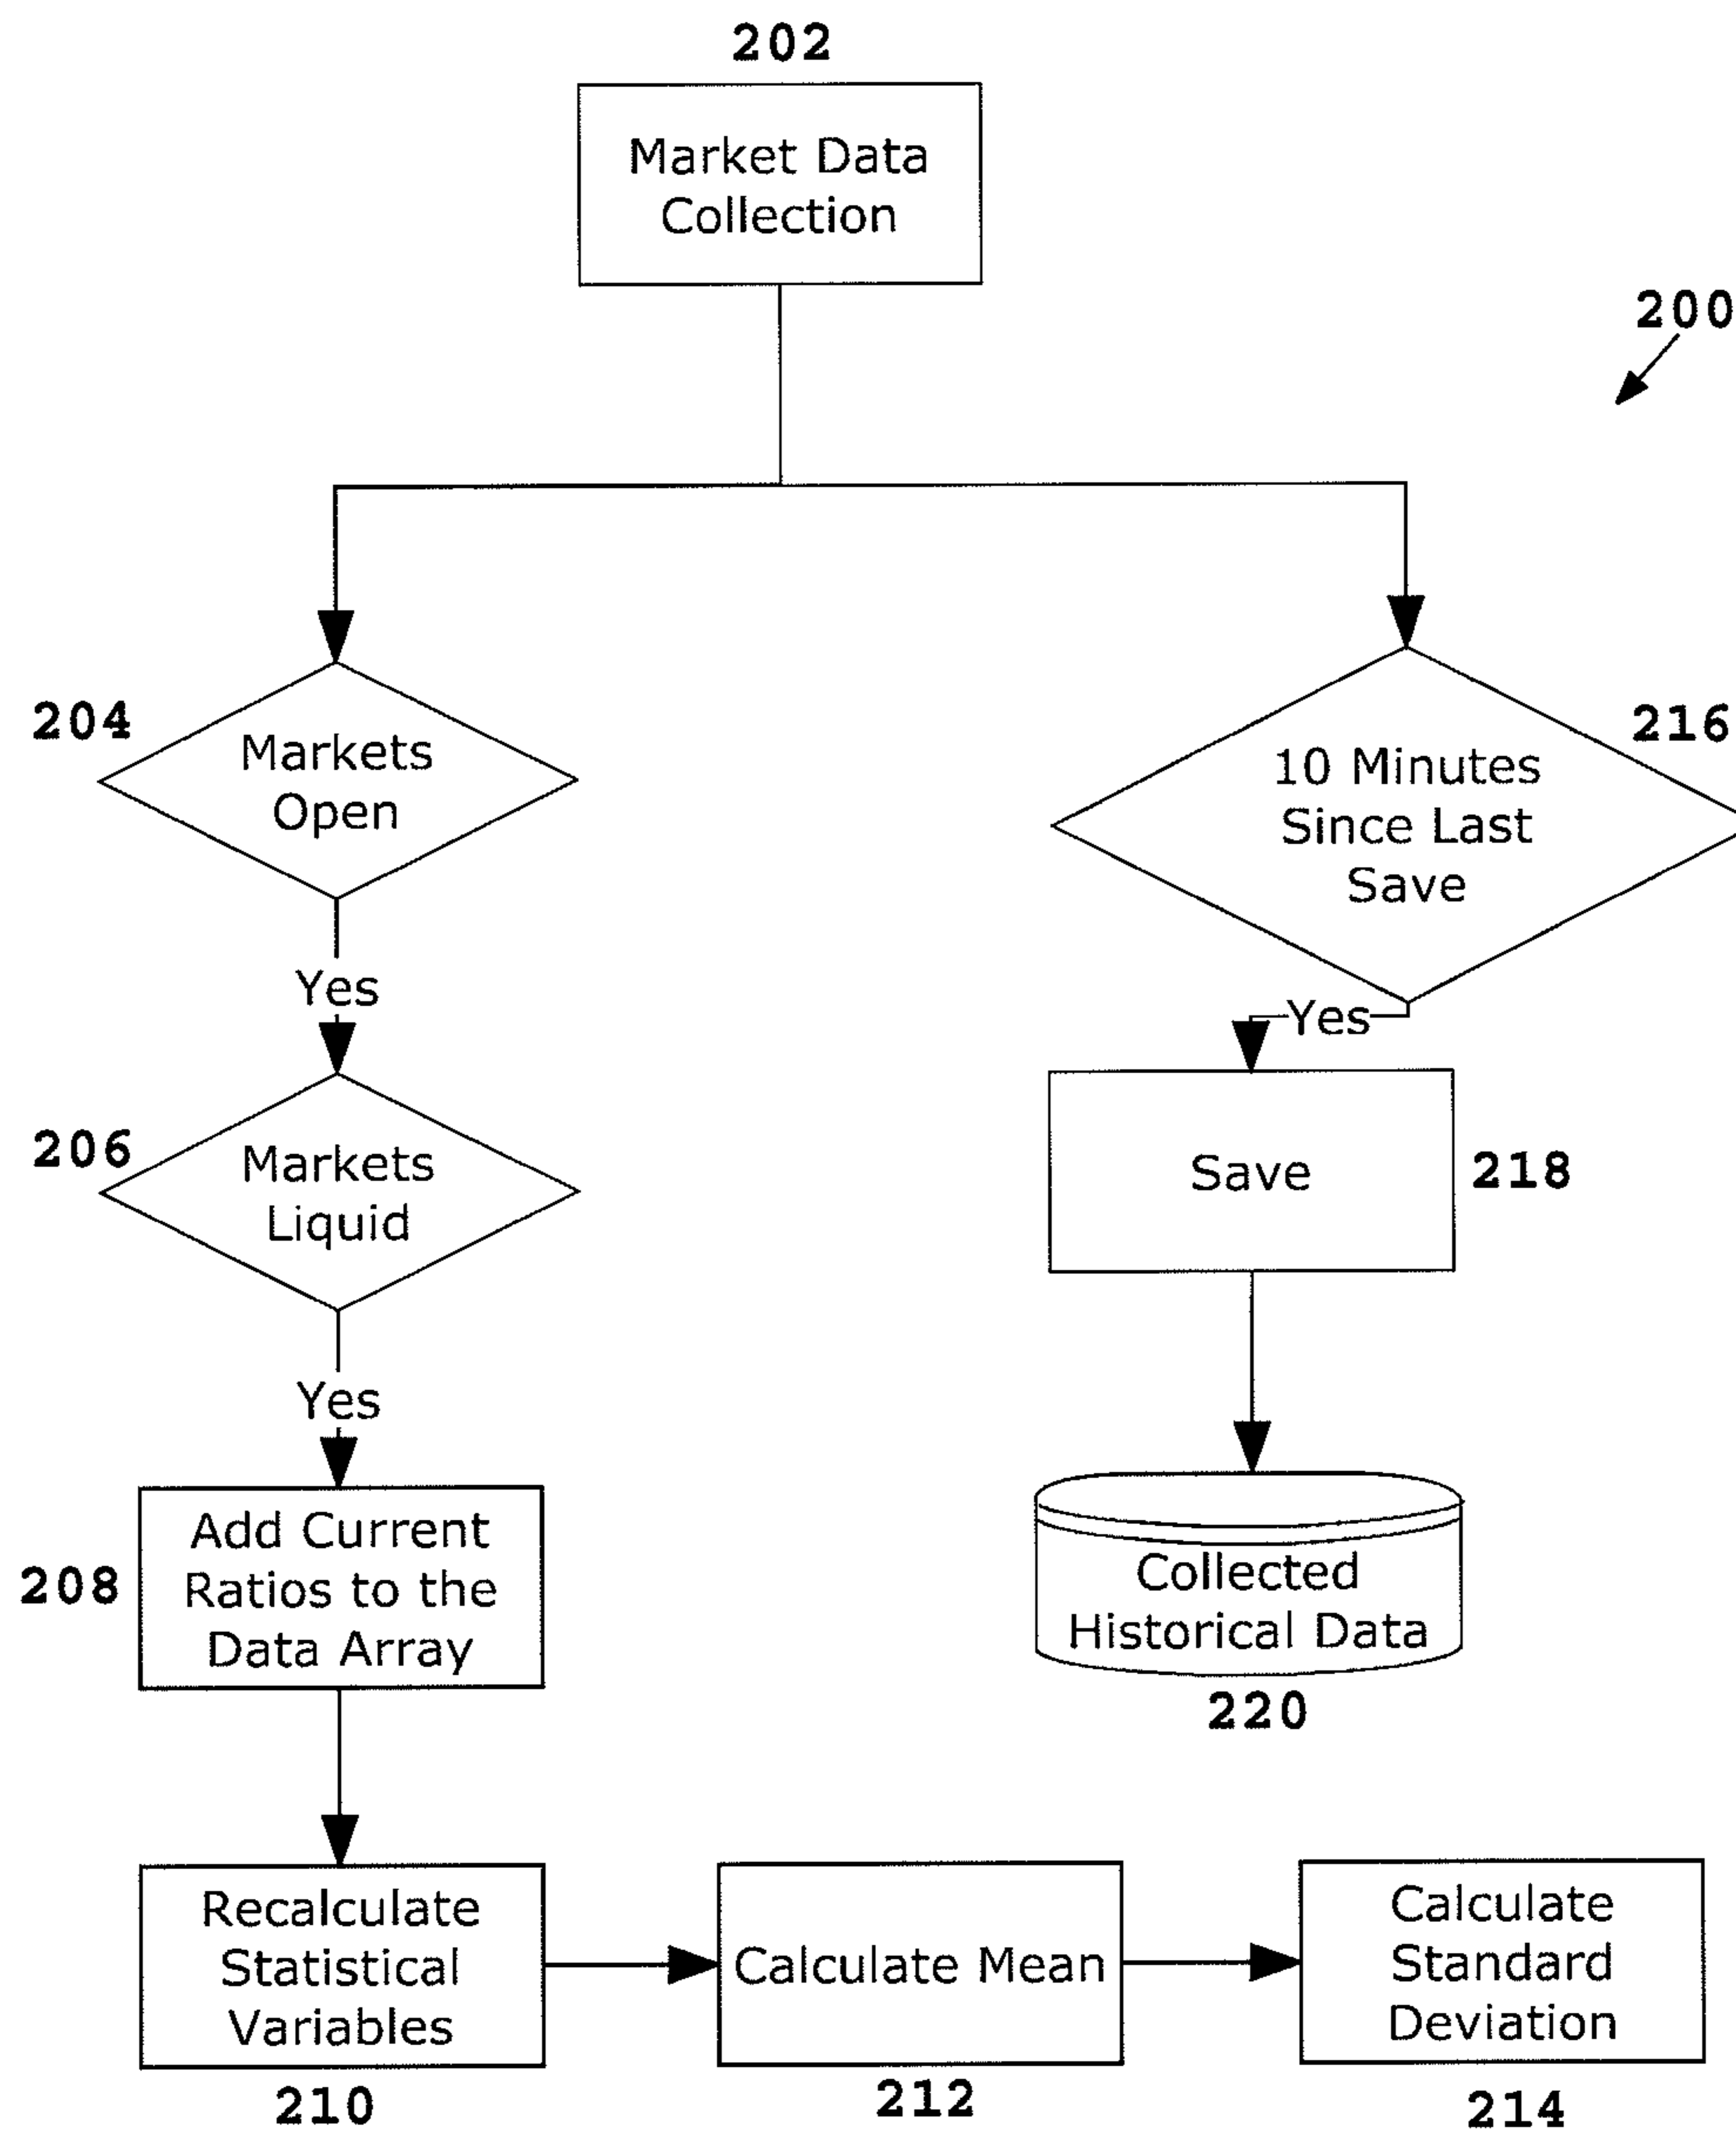 202
Market Data
Collection
200
204
Markets
Open
216
10 Minutes
Since Last
Save
Yes
Yes
206
Markets
Liquid
Save
218
Yes
208
Add Current
Ratios to the
Data Array
Collected
Historical Data
220
Recalculate
Statistical
Variables
210
Calculate Mean
212
Calculate
Standard
Deviation
214